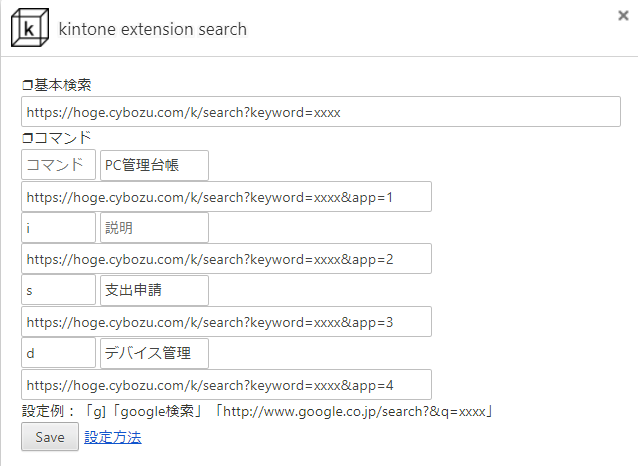 k kintone extension search ×
❐基本検索
https://hoge.cybozu.com/k/search?keyword=xxxx
❐コマンド
コマンド PC管理台帳
https://hoge.cybozu.com/k/search?keyword=xxxx&app=1
i 説明
https://hoge.cybozu.com/k/search?keyword=xxxx&app=2
s 支出申請
https://hoge.cybozu.com/k/search?keyword=xxxx&app=3
d デバイス管理
https://hoge.cybozu.com/k/search?keyword=xxxx&app=4
設定例：「g]「google検索」「http://www.google.co.jp/search?&q=xxxx」
Save 設定方法